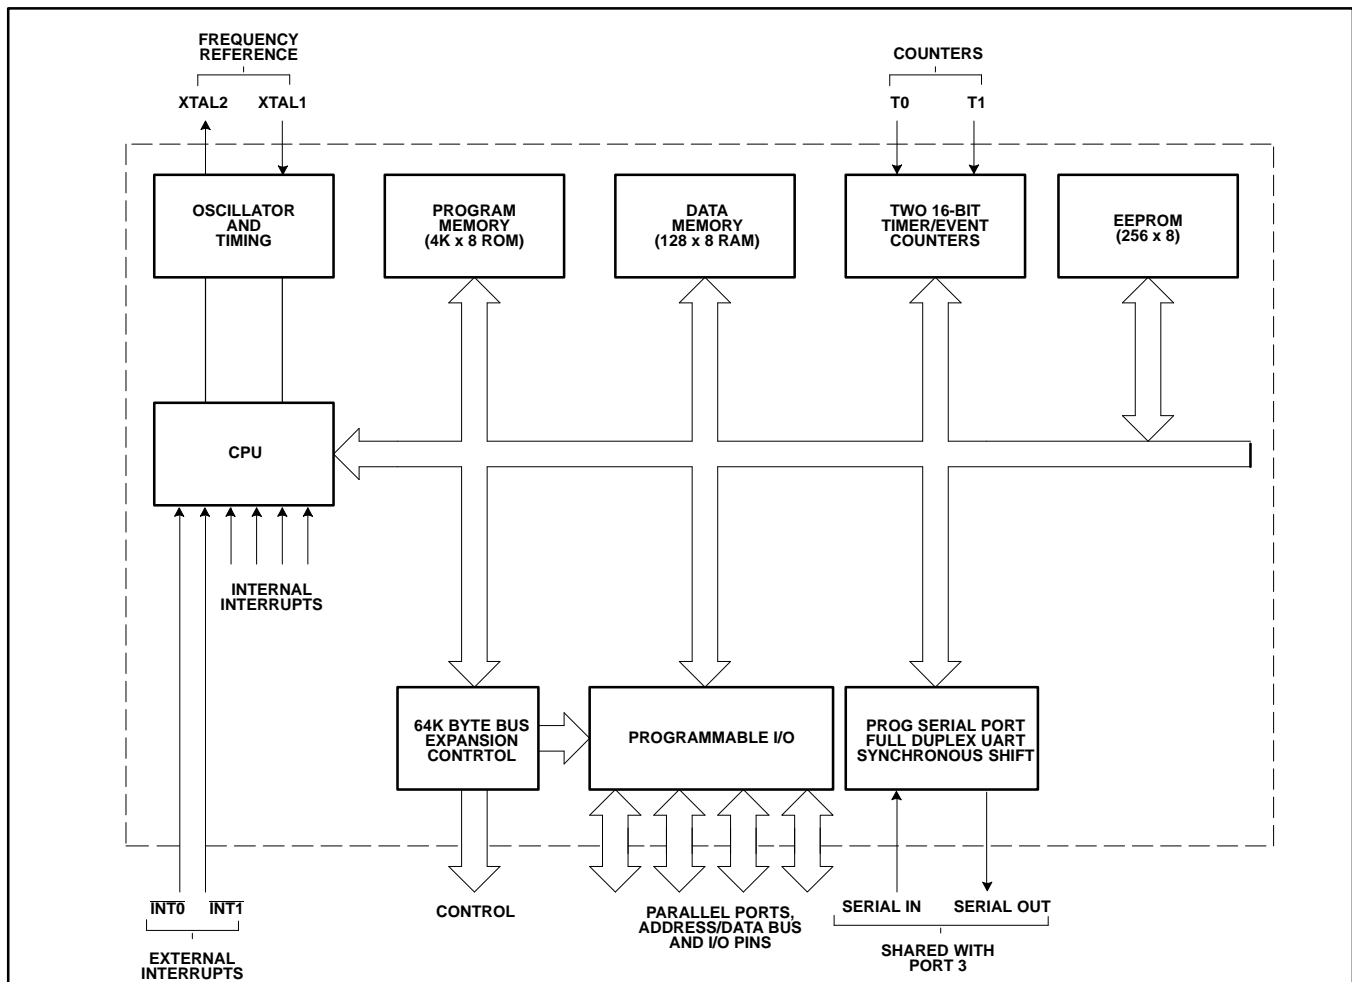 FREQUENCY
REFERENCE
COUNTERS
XTAL2
XTAL1
T0
T1
OSCILLATOR
AND
TIMING
PROGRAM
MEMORY
(4K x 8 ROM)
DATA
MEMORY
(128 x 8 RAM)
TWO 16-BIT
TIMER/EVENT
COUNTERS
EEPROM
(256 x 8)
CPU
INTERNAL
INTERRUPTS
64K BYTE BUS
EXPANSION
CONTRTOL
PROGRAMMABLE I/O
PROG SERIAL PORT
FULL DUPLEX UART
SYNCHRONOUS SHIFT
INT0
INT1
EXTERNAL
INTERRUPTS
CONTROL
PARALLEL PORTS,
ADDRESS/DATA BUS
AND I/O PINS
SERIAL IN
SERIAL OUT
SHARED WITH
PORT 3